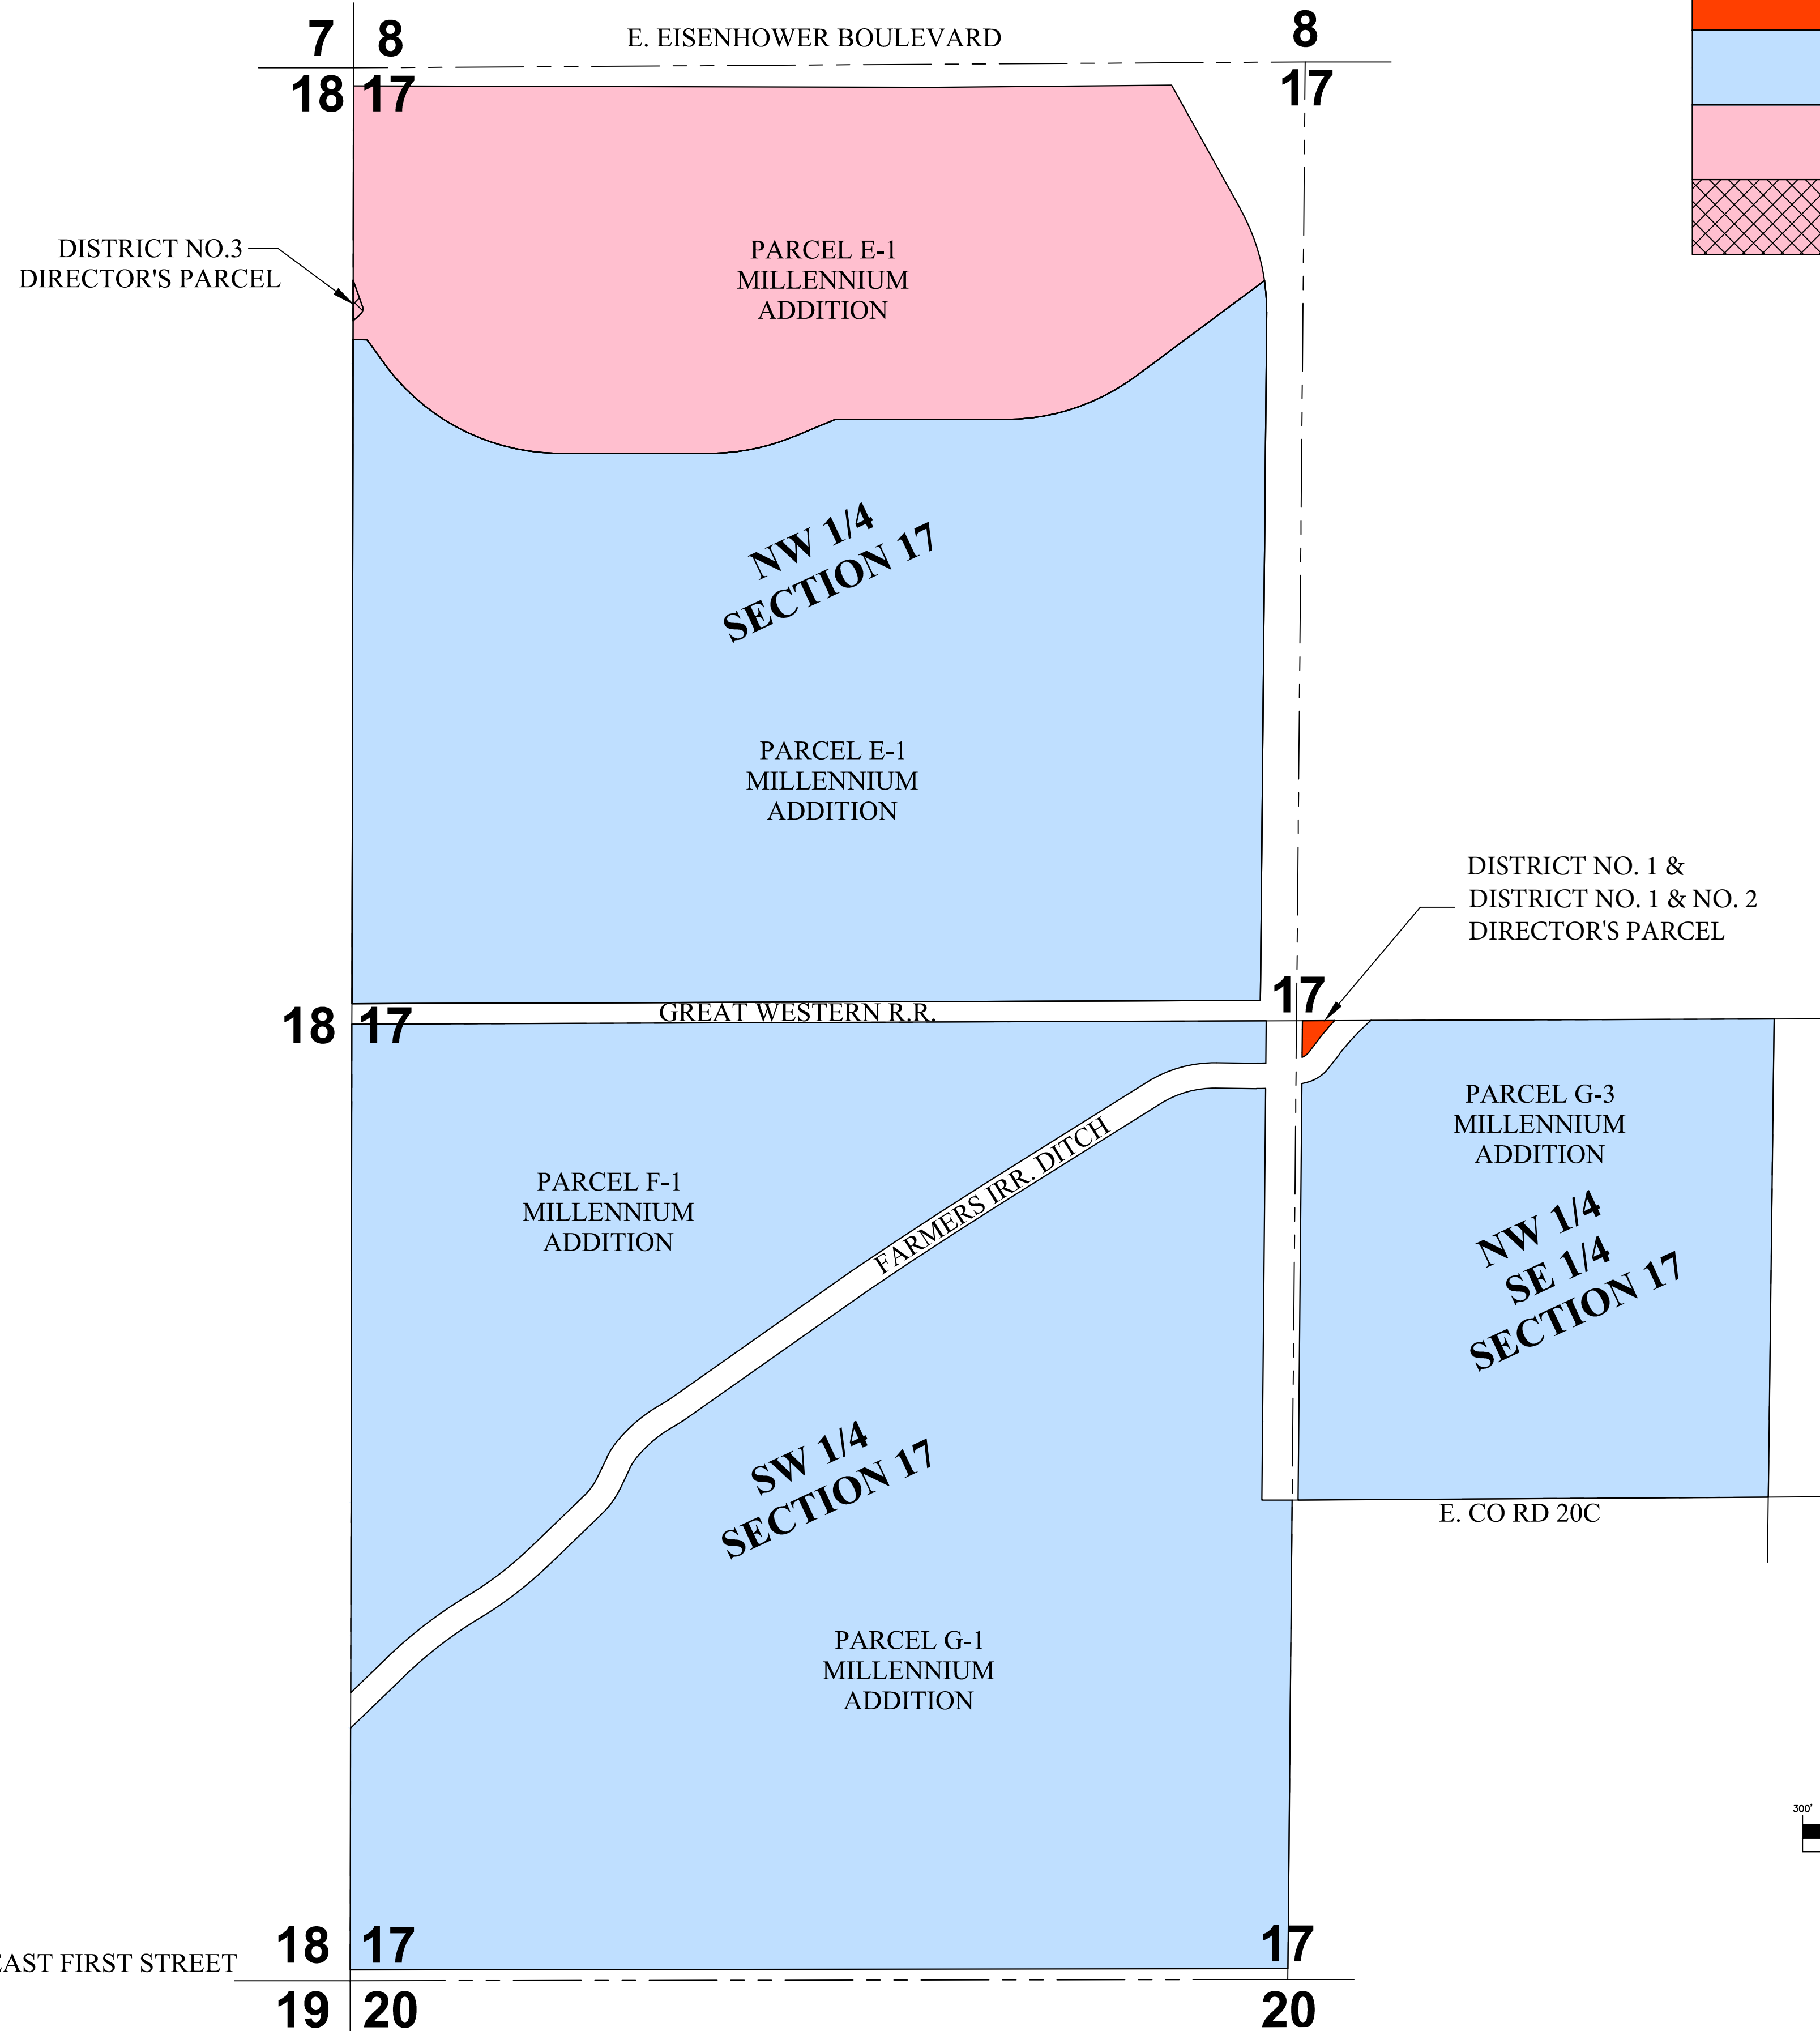 7 8
E. EISENHOWER BOULEVARD
8
18 17
17
DISTRICT NO.3
DIRECTOR'S PARCEL
PARCEL E-1
MILLENNIUM
ADDITION
NW 1/4
SECTION 17
PARCEL E-1
MILLENNIUM
ADDITION
DISTRICT NO. 1 &
DISTRICT NO. 1 & NO. 2
DIRECTOR'S PARCEL
17
18 17
GREAT WESTERN R.R.
PARCEL G-3
MILLENNIUM
ADDITION
NW 1/4
SE 1/4
SECTION 17
PARCEL F-1
MILLENNIUM
ADDITION
FARMERS IRR. DITCH
SW 1/4
SECTION 17
E. CO RD 20C
PARCEL G-1
MILLENNIUM
ADDITION
300'
18 17
17
EAST FIRST STREET
19 20
20